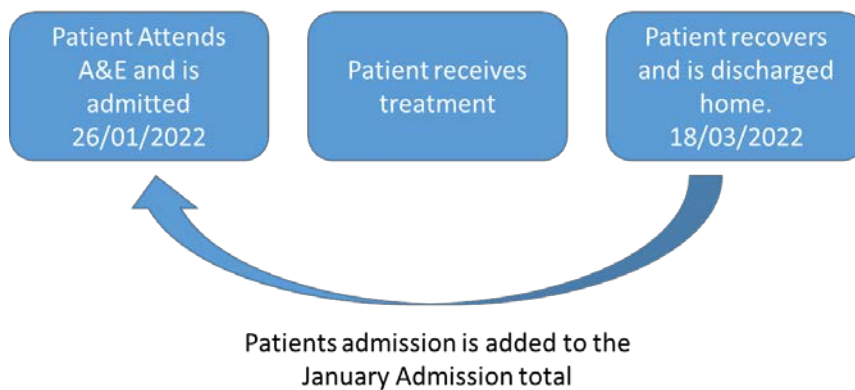 Patient Attends
A&E and is
admitted
26/01/2022
Patient receives
treatment
Patient recovers
and is discharged
home.
18/03/2022
Patients admission is added to the
January Admission total